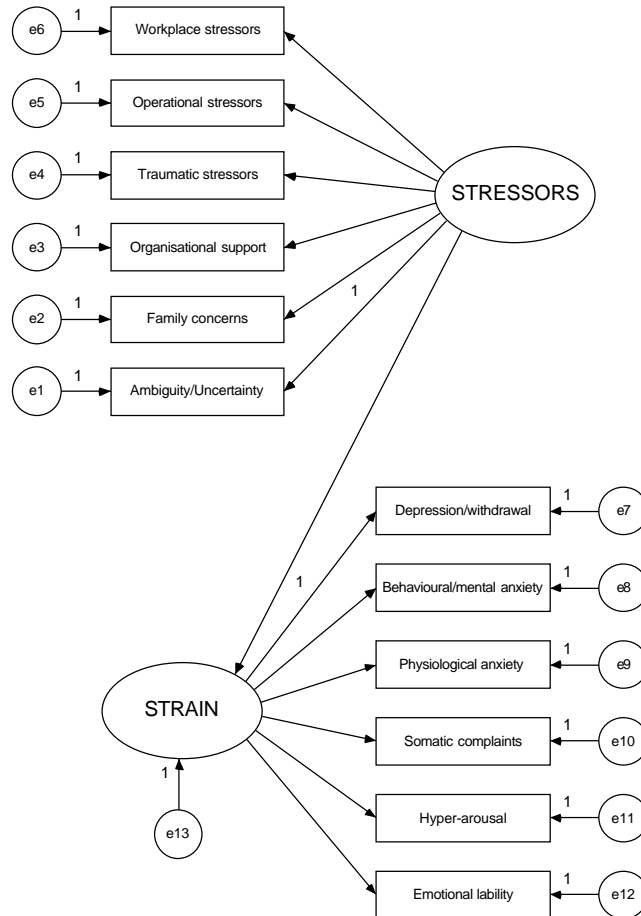 e6 1 Workplace stressors
e5 1 Operational stressors
e4 1 Traumatic stressors
STRESSORS
e3 1 Organisational support
e2 1 Family concerns
1
e1 1 Ambiguity/Uncertainty
Depression/withdrawal 1 e7
1
Behavioural/mental anxiety 1 e8
Physiological anxiety 1 e9
STRAIN
Somatic complaints 1 e10
1
e13
Hyper-arousal 1 e11
Emotional lability 1 e12